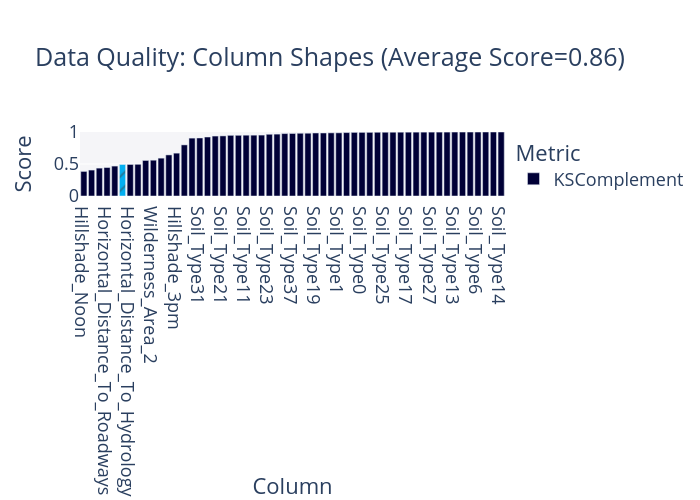 Data Quality: Column Shapes (Average Score=0.86)
Score
1
0.5
0
Hillshade_Noon
Horizontal_Distance_To_Roadways
Horizontal_Distance_To_Hydrology
Wilderness_Area_2
Hillshade_3pm
Soil_Type31
Soil_Type21
Soil_Type11
Soil_Type23
Soil_Type37
Soil_Type19
Soil_Type1
Soil_Type0
Soil_Type25
Soil_Type17
Soil_Type27
Soil_Type13
Soil_Type6
Soil_Type14
Column
Metric
KSComplement